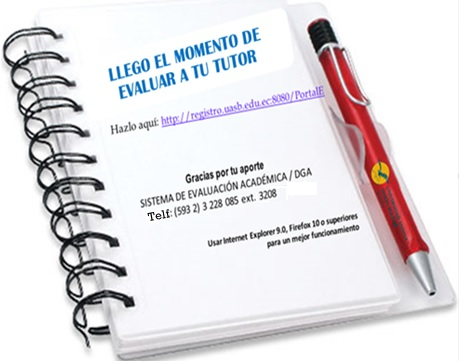 LLEGO EL MOMENTO DE
EVALUAR A TU TUTOR
Hazlo aquí: http://registro.uasb.edu.ec:8080/PortalE
Gracias por tu aporte
SISTEMA DE EVALUACIÓN ACADÉMICA / DGA
Telf: (593 2) 3 228 085 ext. 3208
Usar Internet Explorer 9.0, Firefox 10 o superiores
para un mejor funcionamiento